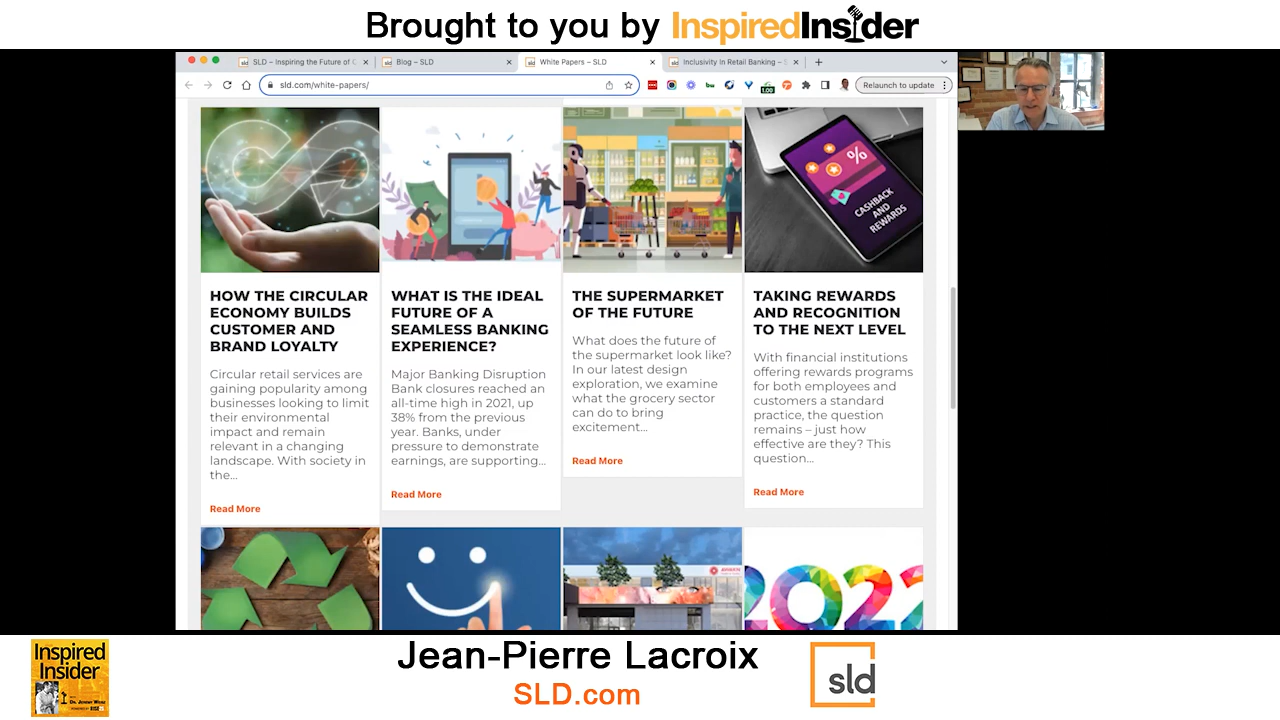 Brought to you by InspiredInsider
SLD – Inspiring the Future of C
Blog – SLD
White Papers – SLD
Inclusivity In Retail Banking –
sld.com/white-papers/
1.00
Relaunch to update
%
CASHBACK
AND
REWARDS
HOW THE CIRCULAR
ECONOMY BUILDS
CUSTOMER AND
BRAND LOYALTY
Circular retail services are
gaining popularity among
businesses looking to limit
their environmental
impact and remain
relevant in a changing
landscape. With society in
the...
Read More
WHAT IS THE IDEAL
FUTURE OF A
SEAMLESS BANKING
EXPERIENCE?
Major Banking Disruption
Bank closures reached an
all-time high in 2021, up
38% from the previous
year. Banks, under
pressure to demonstrate
earnings, are supporting...
Read More
THE SUPERMARKET
OF THE FUTURE
What does the future of
the supermarket look like?
In our latest design
exploration, we examine
what the grocery sector
can do to bring
excitement...
Read More
TAKING REWARDS
AND RECOGNITION
TO THE NEXT LEVEL
With financial institutions
offering rewards programs
for both employees and
customers a standard
practice, the question
remains – just how
effective are they? This
question...
Read More
2022
Inspired
Insider
Jean-Pierre Lacroix
SLD.com
sld